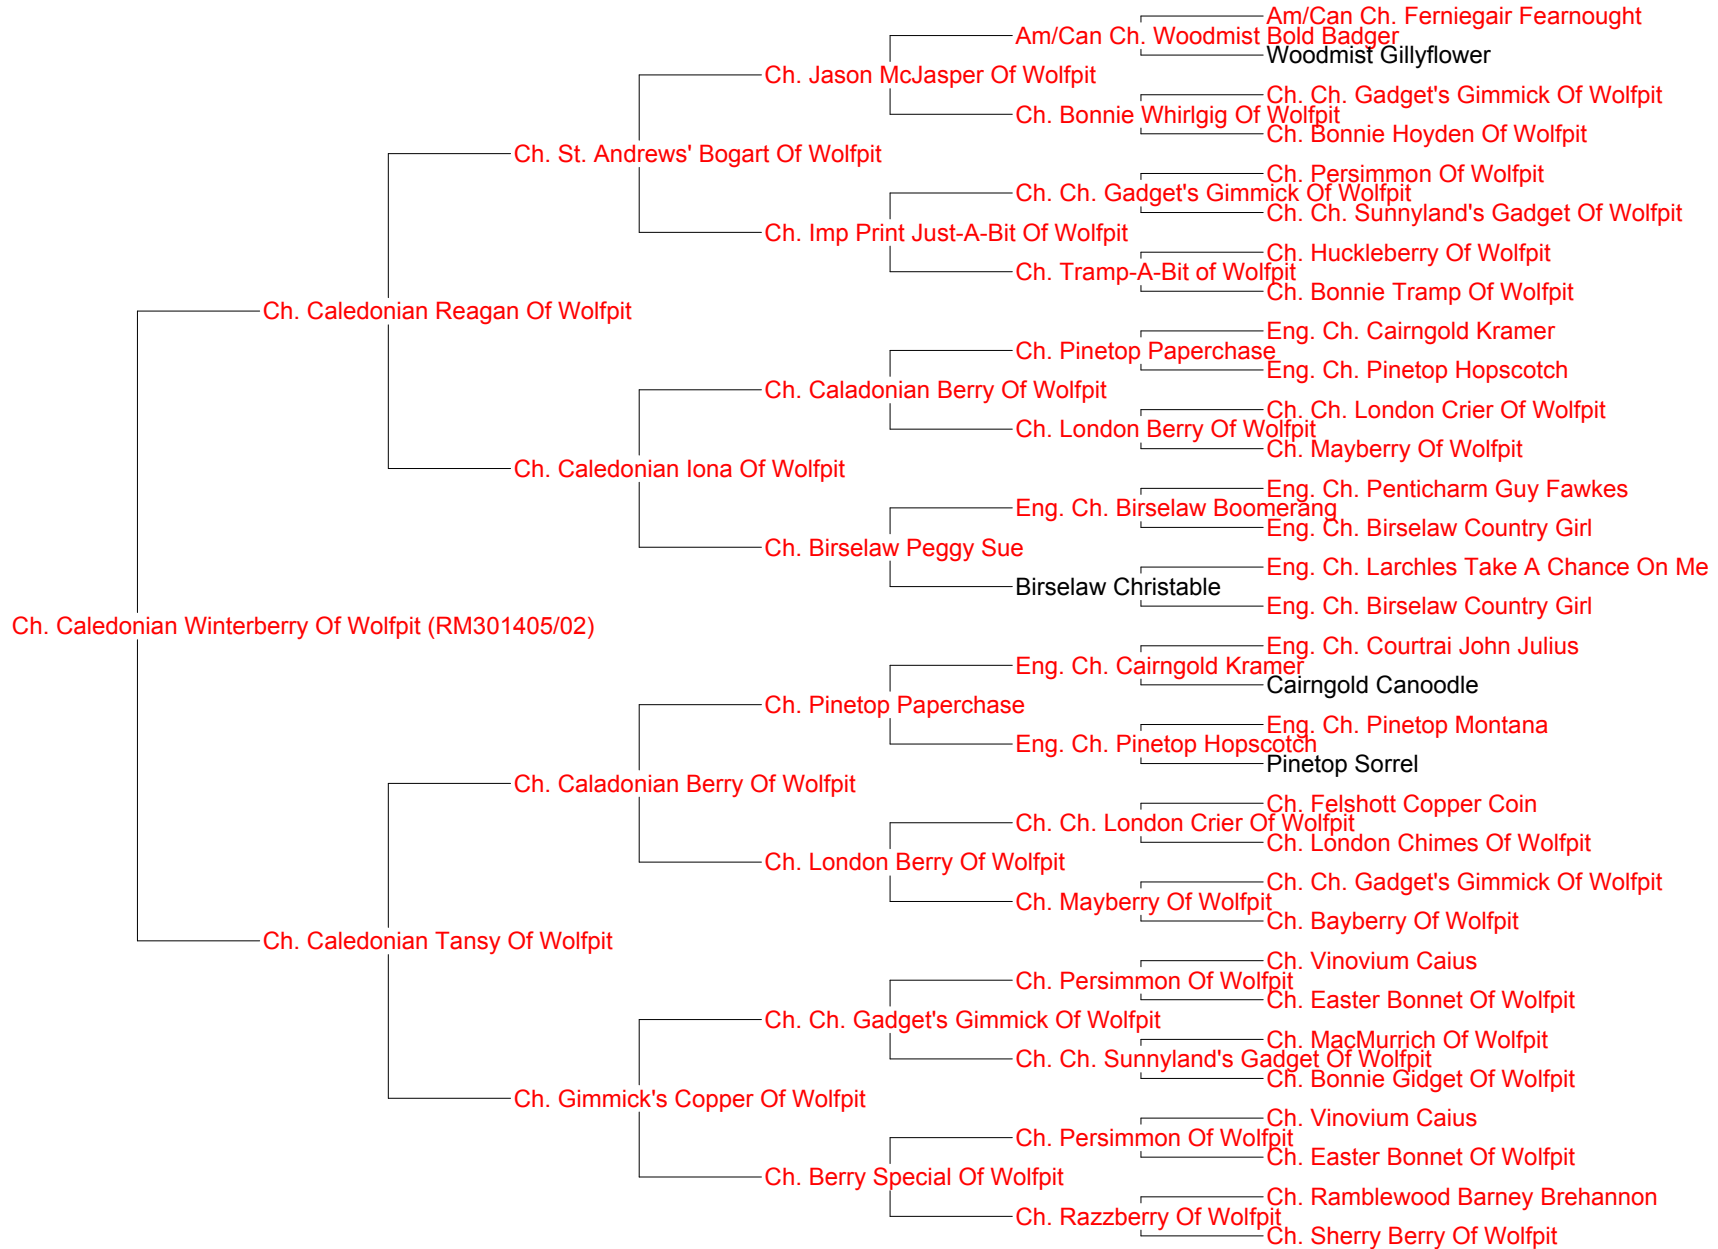 Am/Can Ch. Ferniegair Fearnought
Am/Can Ch. Woodmist Bold Badger
Woodmist Gillyflower
Ch. Jason McJasper Of Wolfpit
Ch. Ch. Gadget's Gimmick Of Wolfpit
Ch. Bonnie Whirlgig Of Wolfpit
Ch. Bonnie Hoyden Of Wolfpit
Ch. St. Andrews' Bogart Of Wolfpit
Ch. Persimmon Of Wolfpit
Ch. Ch. Gadget's Gimmick Of Wolfpit
Ch. Ch. Sunnyland's Gadget Of Wolfpit
Ch. Imp Print Just-A-Bit Of Wolfpit
Ch. Huckleberry Of Wolfpit
Ch. Tramp-A-Bit of Wolfpit
Ch. Bonnie Tramp Of Wolfpit
Ch. Caledonian Reagan Of Wolfpit
Eng. Ch. Cairngold Kramer
Ch. Pinetop Paperchase
Eng. Ch. Pinetop Hopscotch
Ch. Caladonian Berry Of Wolfpit
Ch. Ch. London Crier Of Wolfpit
Ch. London Berry Of Wolfpit
Ch. Mayberry Of Wolfpit
Ch. Caledonian Iona Of Wolfpit
Eng. Ch. Penticharm Guy Fawkes
Eng. Ch. Birselaw Boomerang
Eng. Ch. Birselaw Country Girl
Ch. Birselaw Peggy Sue
Eng. Ch. Larchles Take A Chance On Me
Birselaw Christable
Eng. Ch. Birselaw Country Girl
Ch. Caledonian Winterberry Of Wolfpit (RM301405/02)
Eng. Ch. Courtrai John Julius
Eng. Ch. Cairngold Kramer
Cairngold Canoodle
Ch. Pinetop Paperchase
Eng. Ch. Pinetop Montana
Eng. Ch. Pinetop Hopscotch
Pinetop Sorrel
Ch. Caladonian Berry Of Wolfpit
Ch. Felshott Copper Coin
Ch. Ch. London Crier Of Wolfpit
Ch. London Chimes Of Wolfpit
Ch. London Berry Of Wolfpit
Ch. Ch. Gadget's Gimmick Of Wolfpit
Ch. Mayberry Of Wolfpit
Ch. Bayberry Of Wolfpit
Ch. Caledonian Tansy Of Wolfpit
Ch. Vinovium Caius
Ch. Persimmon Of Wolfpit
Ch. Easter Bonnet Of Wolfpit
Ch. Ch. Gadget's Gimmick Of Wolfpit
Ch. MacMurrich Of Wolfpit
Ch. Ch. Sunnyland's Gadget Of Wolfpit
Ch. Bonnie Gidget Of Wolfpit
Ch. Gimmick's Copper Of Wolfpit
Ch. Vinovium Caius
Ch. Persimmon Of Wolfpit
Ch. Easter Bonnet Of Wolfpit
Ch. Berry Special Of Wolfpit
Ch. Ramblewood Barney Brehannon
Ch. Razzberry Of Wolfpit
Ch. Sherry Berry Of Wolfpit